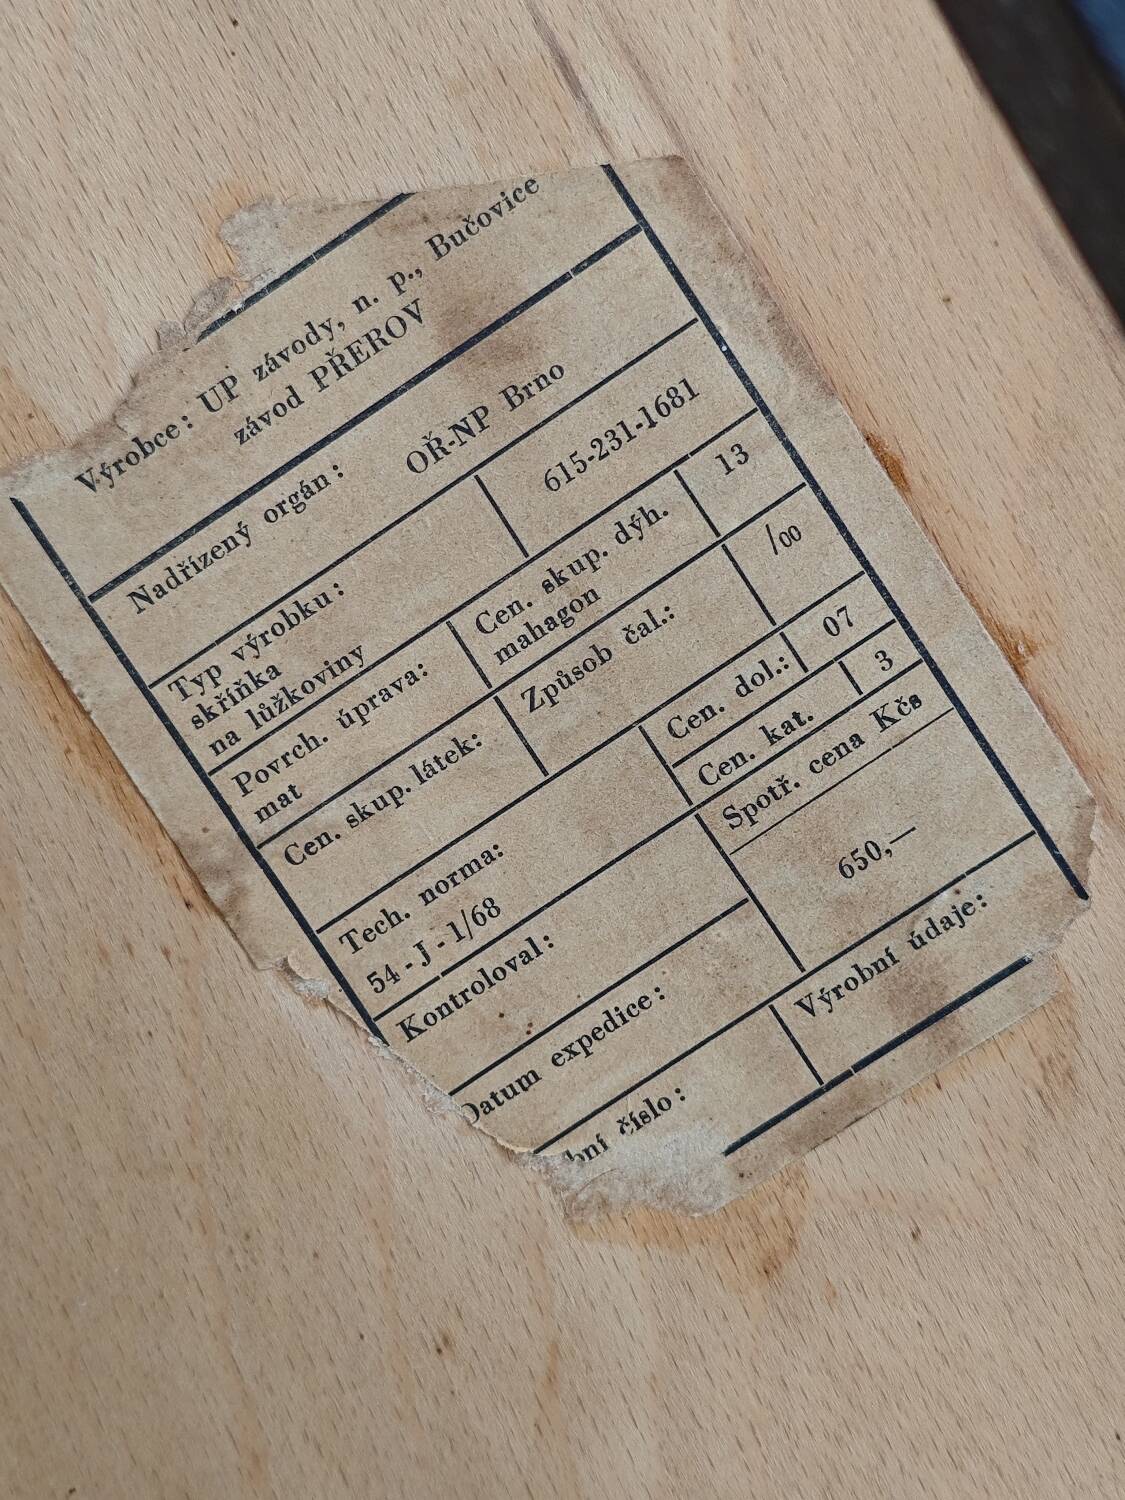 Výrobce: UP závody, n. p., Bučovice
závod PŘEROV
Nadřízený orgán: OŘ-NP Brno
Typ výrobku: 615-231-1681
skříňka
na lůžkoviny
Povrch. úprava: Cen. skup. dýh. 13
mat mahagon
Cen. skup. látek: Způsob čal.: /00
Tech. norma: Cen. dol.: 07
54 - J - 1/68 Cen. kat. 3
Kontroloval: Spotř. cena Kčs
650,—
Datum expedice: Výrobní údaje:
bní číslo: